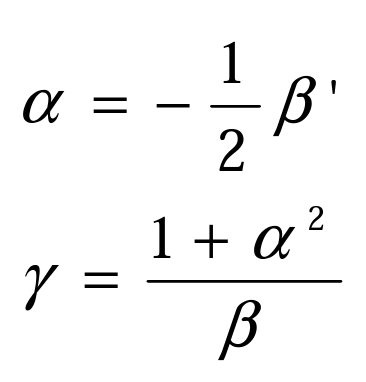 α = − 1/2 β'
γ = (1 + α²)/β